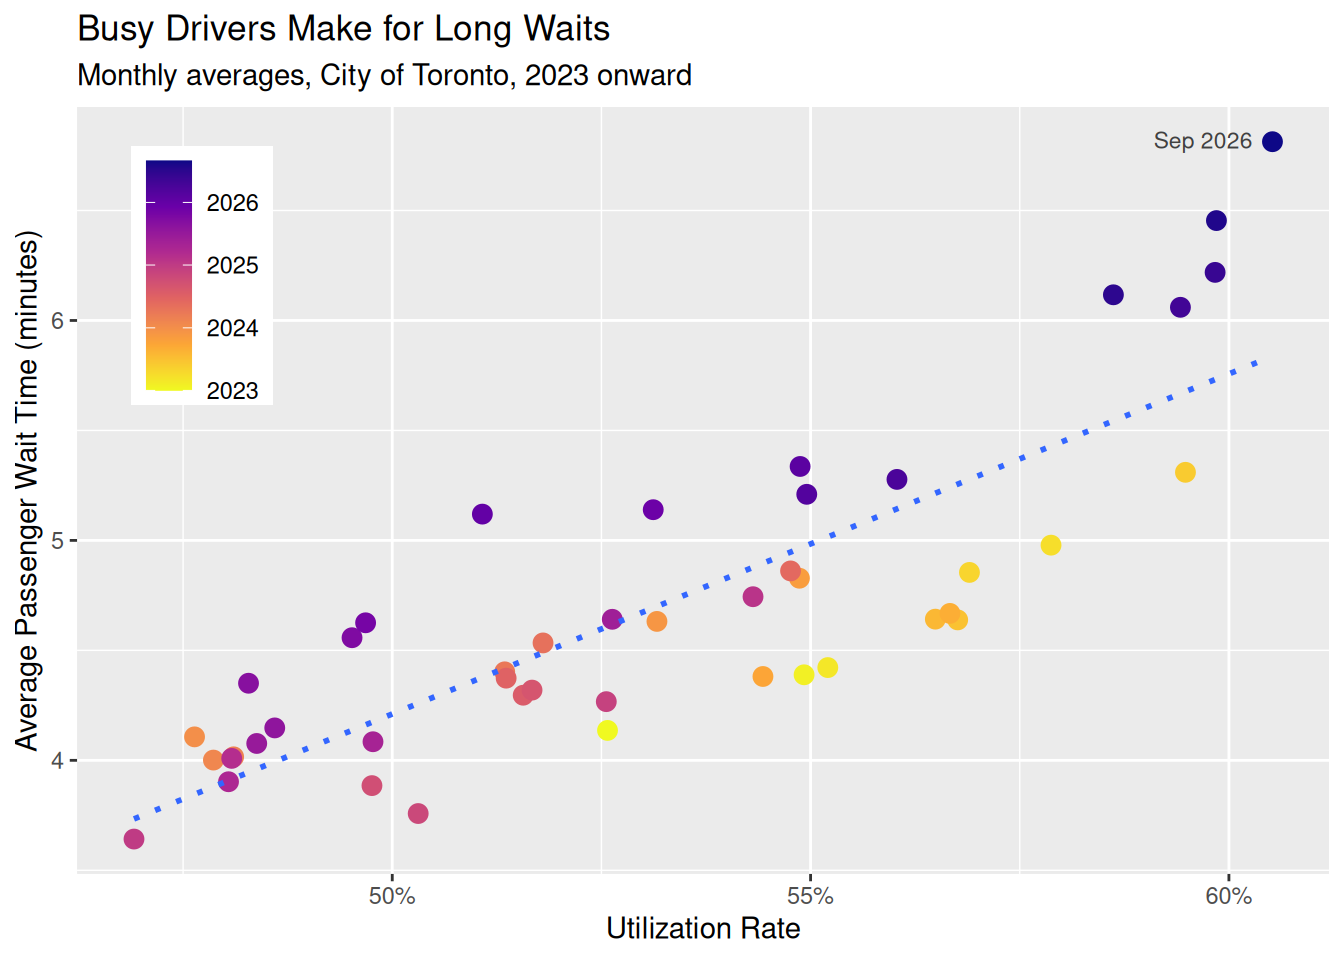 Busy Drivers Make for Long Waits
Monthly averages, City of Toronto, 2023 onward
Sep 2026
2026
2025
2024
2023
Average Passenger Wait Time (minutes)
6
5
4
50%
55%
60%
Utilization Rate